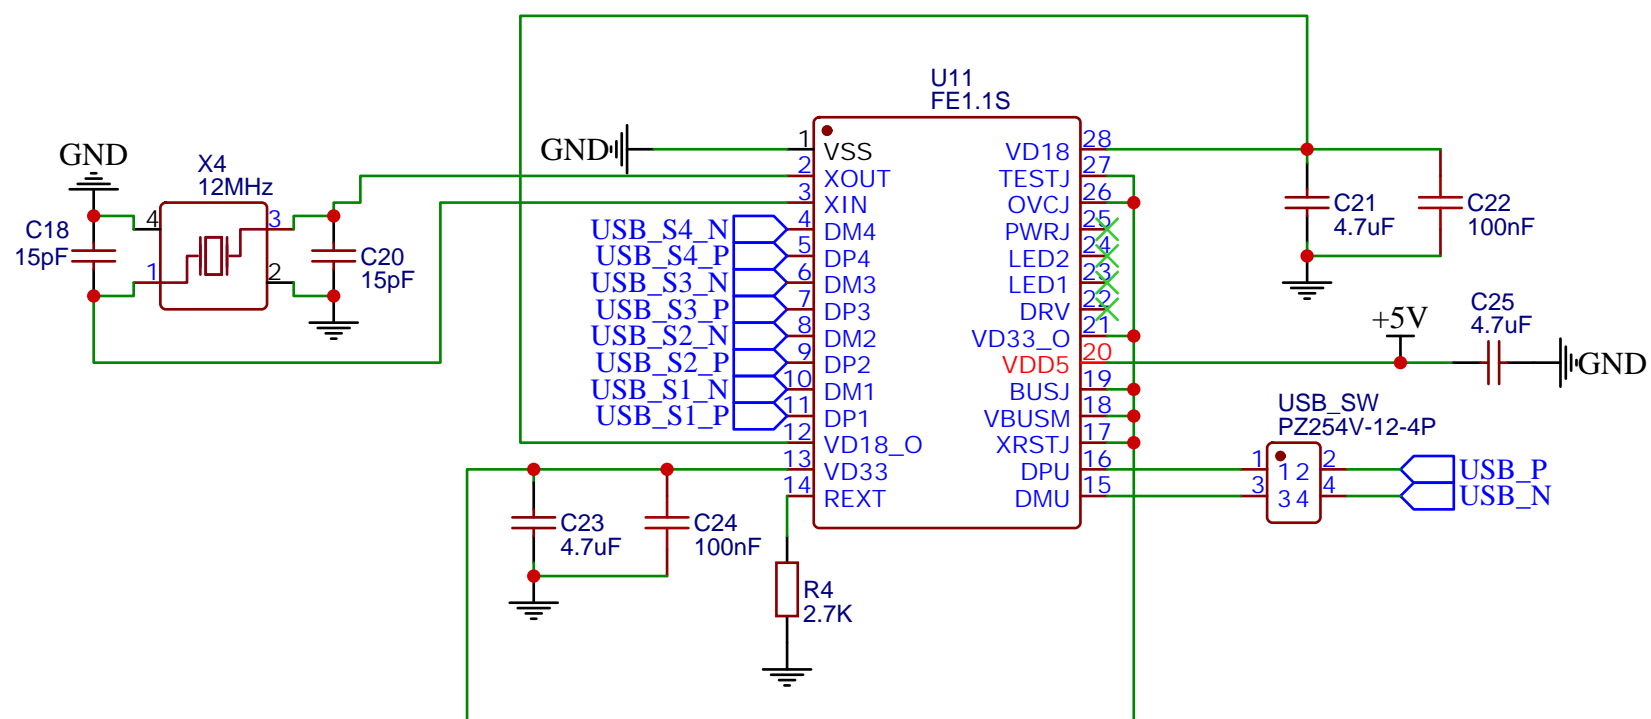 U11
FE1.1S
GND
X4
12MHz
GND
C18
15pF
4
3
1
2
C20
15pF
1
VSS
2
XOUT
3
XIN
USB_S4_N
4
DM4
USB_S4_P
5
DP4
USB_S3_N
6
DM3
USB_S3_P
7
DP3
USB_S2_N
8
DM2
USB_S2_P
9
DP2
USB_S1_N
10
DM1
USB_S1_P
11
DP1
12
VD18_O
13
VD33
14
REXT
28
VD18
27
TESTJ
26
OVCJ
25
PWRJ
24
LED2
23
LED1
22
DRV
21
VD33_O
20
VDD5
19
BUSJ
18
VBUSM
17
XRSTJ
16
DPU
15
DMU
C21
4.7uF
C22
100nF
+5V
C25
4.7uF
GND
USB_SW
PZ254V-12-4P
1
1 2
2
3
3 4
4
USB_P
USB_N
C23
4.7uF
C24
100nF
R4
2.7K